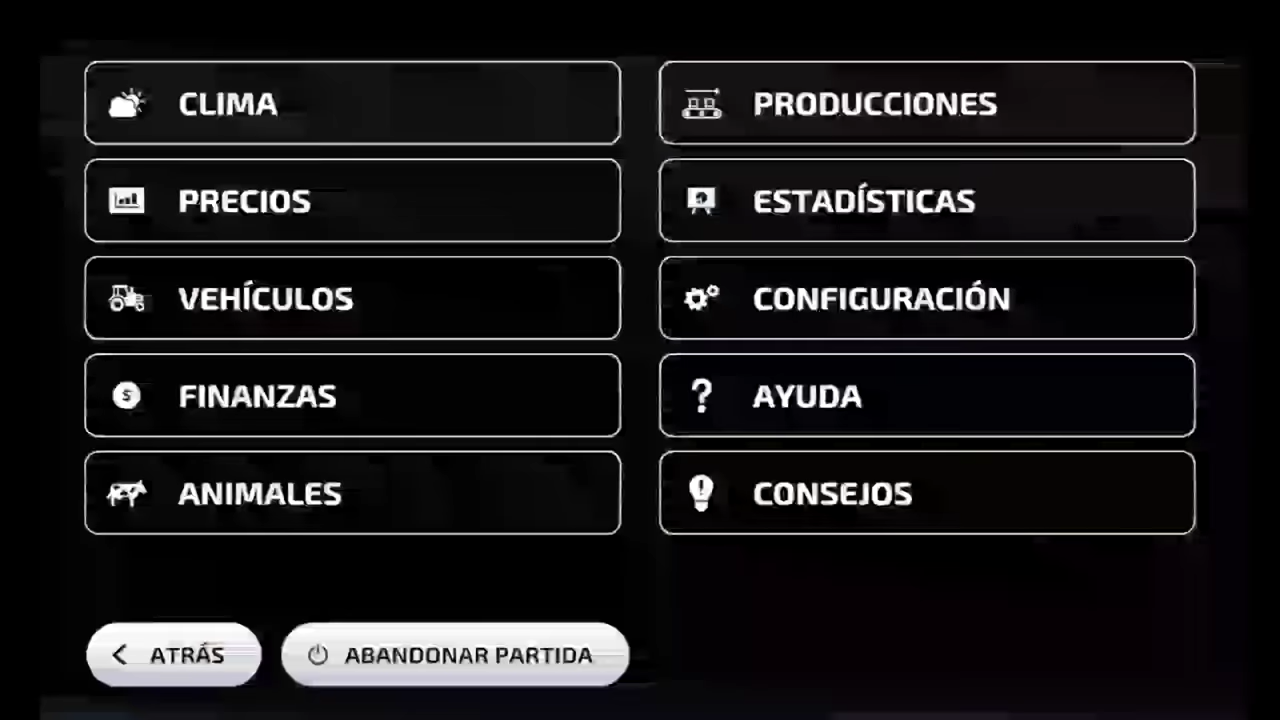 CLIMA
PRECIOS
VEHÍCULOS
FINANZAS
ANIMALES
PRODUCCIONES
ESTADÍSTICAS
CONFIGURACIÓN
AYUDA
CONSEJOS
ATRÁS
ABANDONAR PARTIDA